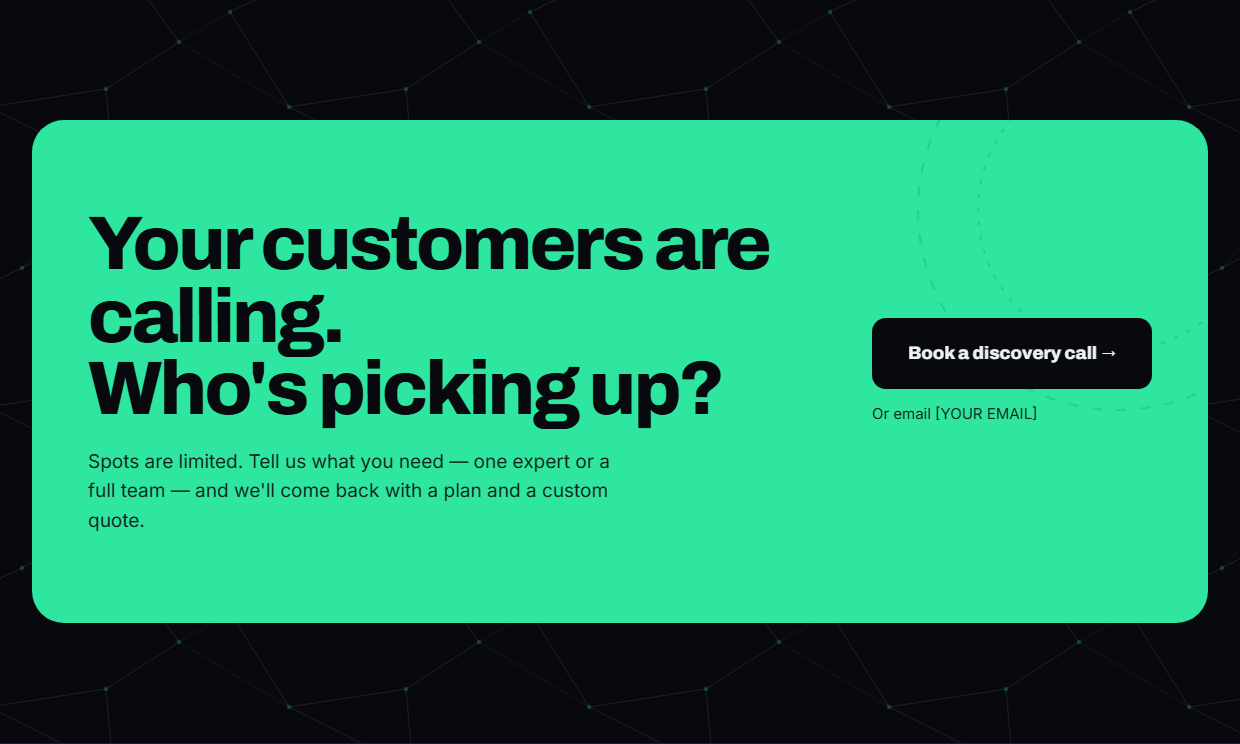 Your customers are
calling.
Who's picking up?
Spots are limited. Tell us what you need — one expert or a
full team — and we'll come back with a plan and a custom
quote.
Book a discovery call →
Or email [YOUR EMAIL]